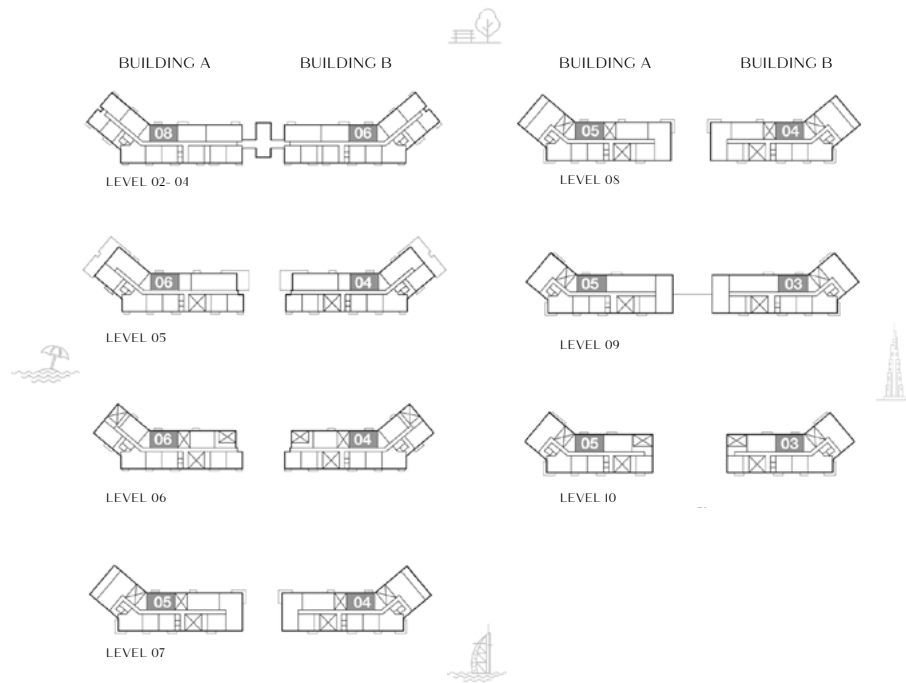 BUILDING A
BUILDING B
08
06
LEVEL 02- 04
06
04
LEVEL 05
06
04
LEVEL 06
05
04
LEVEL 07
BUILDING A
BUILDING B
05
04
LEVEL 08
05
03
LEVEL 09
05
03
LEVEL 10